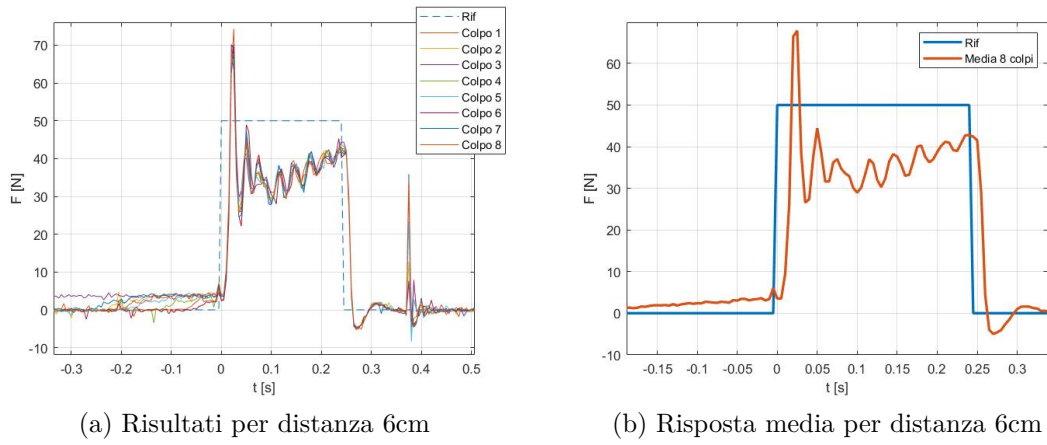 Rif
Colpo 1
Colpo 2
Colpo 3
Colpo 4
Colpo 5
Colpo 6
Colpo 7
Colpo 8
70
60
50
40
30
20
10
0
-10
F [N]
-0.3 -0.2 -0.1 0 0.1 0.2 0.3 0.4 0.5
t [s]
(a) Risultati per distanza 6cm
Rif
Media 8 colpi
60
50
40
30
20
10
0
-10
F [N]
-0.15 -0.1 -0.05 0 0.05 0.1 0.15 0.2 0.25 0.3
t [s]
(b) Risposta media per distanza 6cm